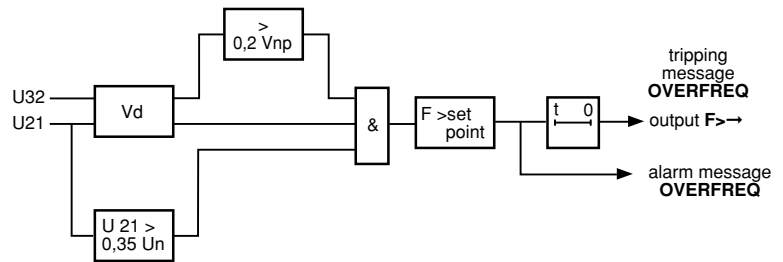 >
0,2 Vnp
U32
U21
Vd
&
F >set
point
t 0
tripping
message
OVERFREQ
output F>→
alarm message
OVERFREQ
U 21 >
0,35 Un